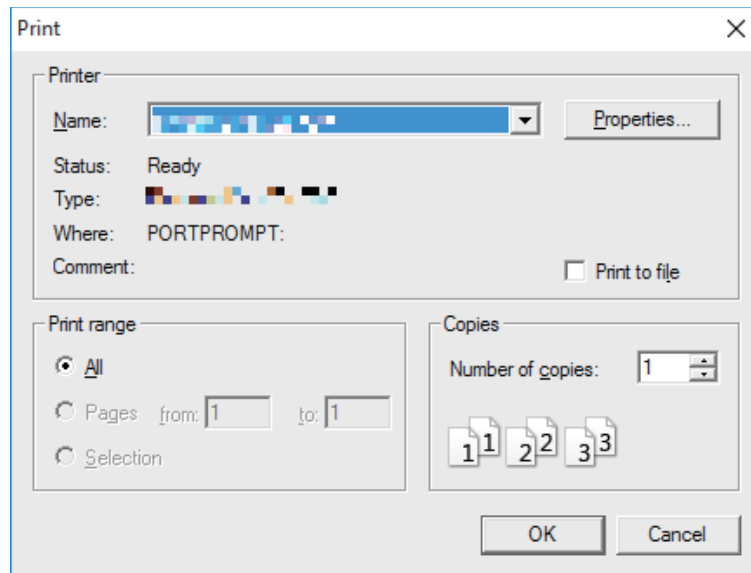 Print
Printer
Name:
Properties...
Status: Ready
Type:
Where: PORTPROMPT:
Comment:
Print to file
Print range
All
Pages from: 1 to: 1
Selection
Copies
Number of copies: 1
1 1 2 2 3 3
OK Cancel